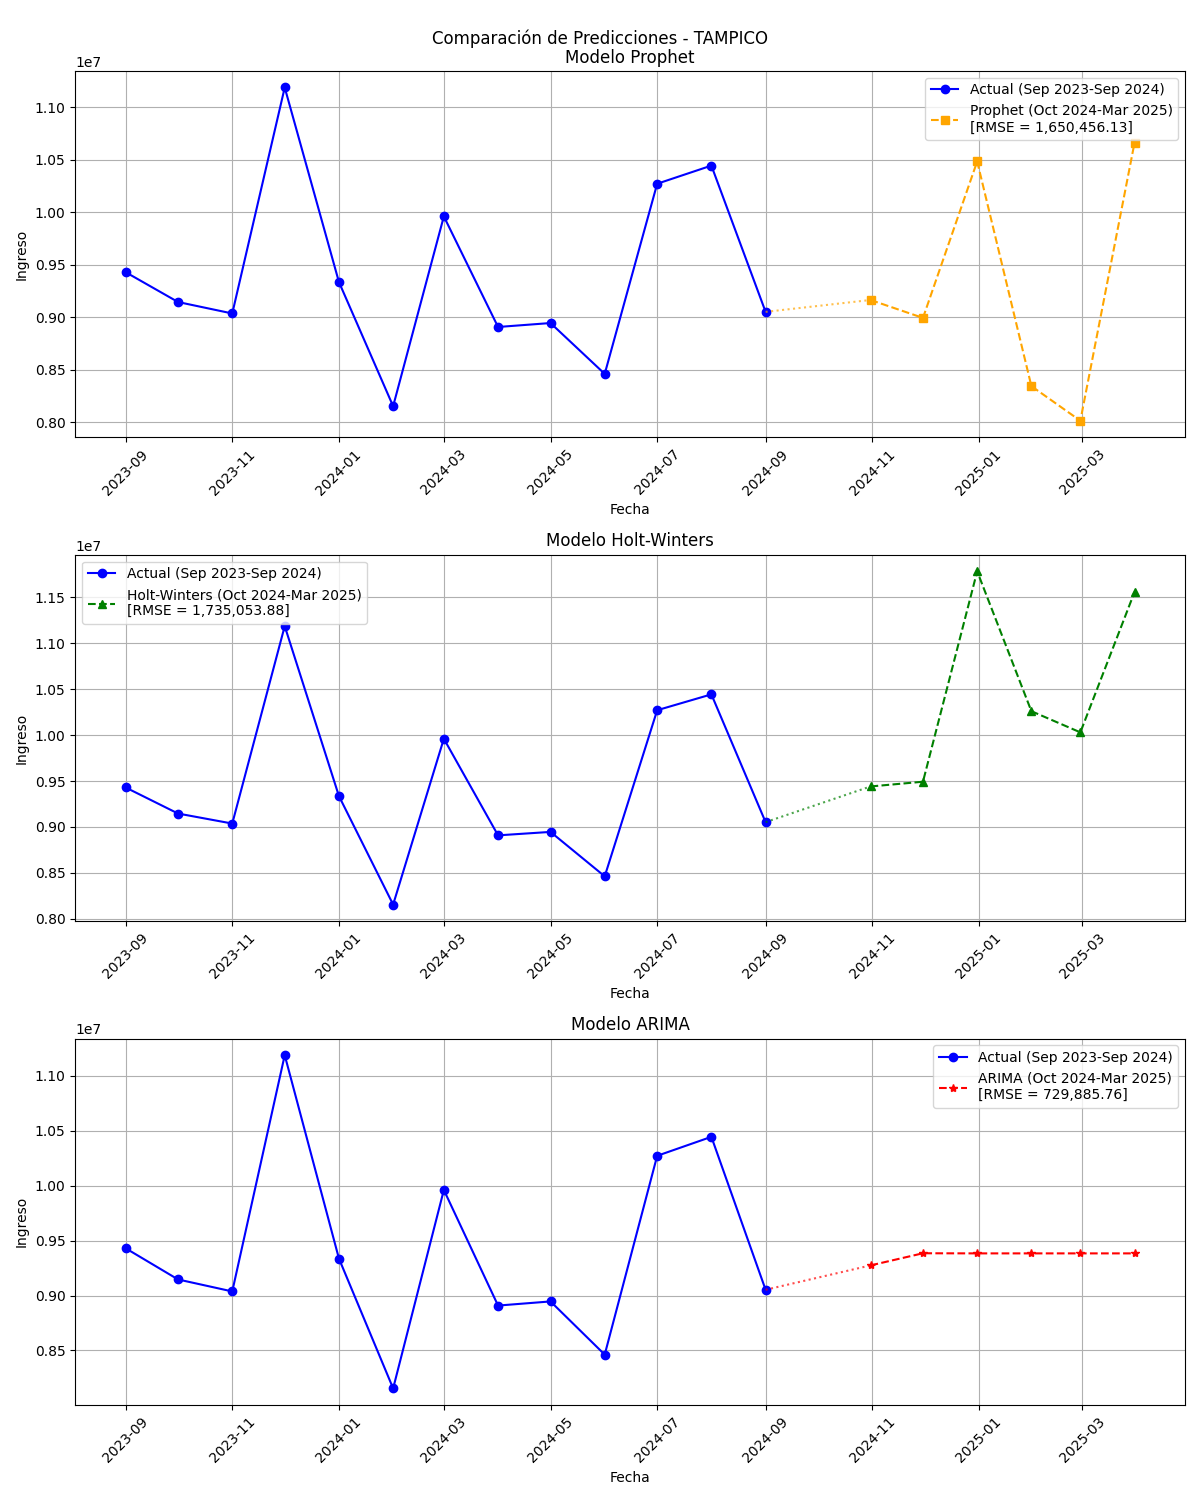 Comparación de Predicciones - TAMPICO
Modelo Prophet
1e7
Actual (Sep 2023-Sep 2024)
Prophet (Oct 2024-Mar 2025)
[RMSE = 1,650,456.13]
1.10
1.05
1.00
0.95
0.90
0.85
0.80
Ingreso
2023-09
2023-11
2024-01
2024-03
2024-05
2024-07
2024-09
2024-11
2025-01
2025-03
Fecha
Modelo Holt-Winters
1e7
Actual (Sep 2023-Sep 2024)
Holt-Winters (Oct 2024-Mar 2025)
[RMSE = 1,735,053.88]
1.15
1.10
1.05
1.00
0.95
0.90
0.85
0.80
Ingreso
2023-09
2023-11
2024-01
2024-03
2024-05
2024-07
2024-09
2024-11
2025-01
2025-03
Fecha
Modelo ARIMA
1e7
Actual (Sep 2023-Sep 2024)
ARIMA (Oct 2024-Mar 2025)
[RMSE = 729,885.76]
1.10
1.05
1.00
0.95
0.90
0.85
Ingreso
2023-09
2023-11
2024-01
2024-03
2024-05
2024-07
2024-09
2024-11
2025-01
2025-03
Fecha